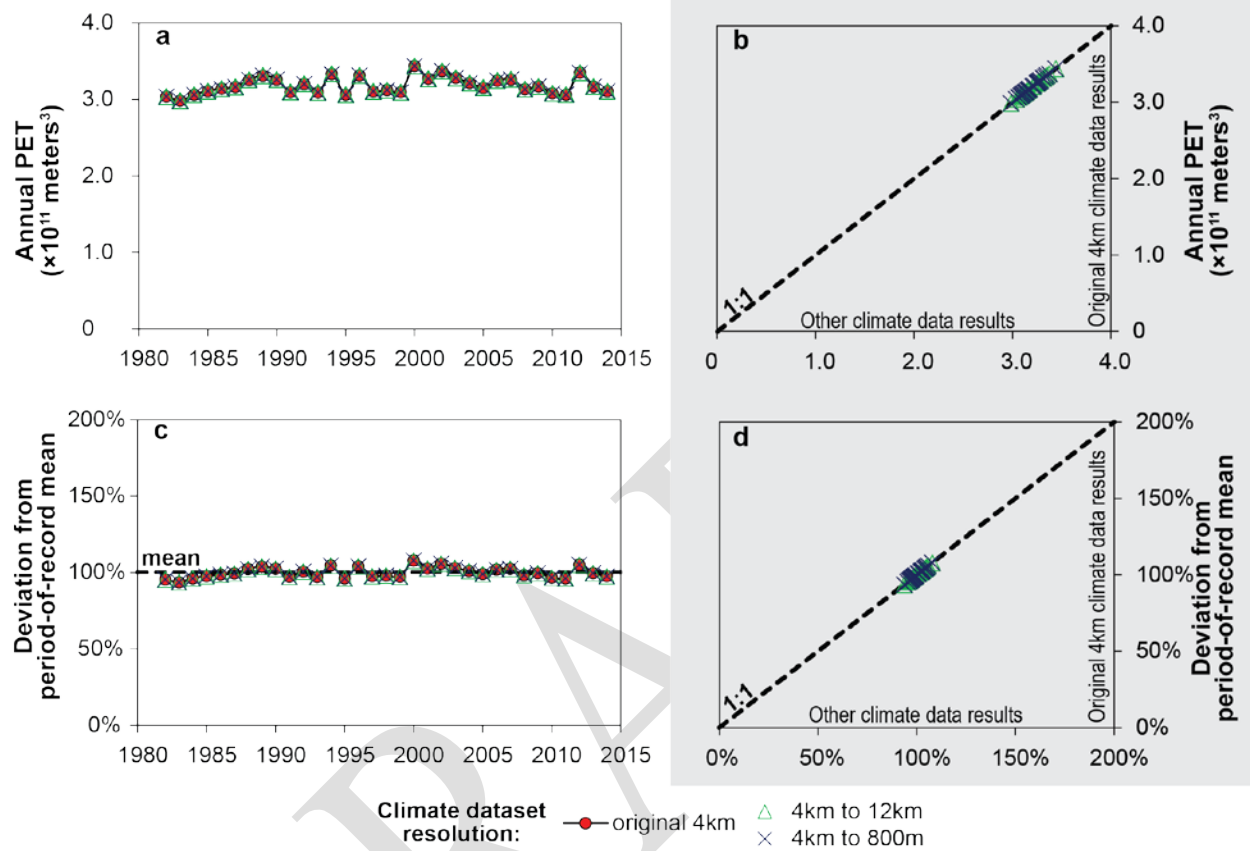 a
4.0
3.0
2.0
1.0
0
Annual PET
(×10¹¹ meters³)
1980 1985 1990 1995 2000 2005 2010 2015
b
1:1
Other climate data results
Original 4km climate data results
4.0
3.0
2.0
1.0
0
Annual PET
(×10¹¹ meters³)
0 1.0 2.0 3.0 4.0
c
200%
150%
100%
50%
0%
mean
Deviation from
period-of-record mean
1980 1985 1990 1995 2000 2005 2010 2015
d
1:1
Other climate data results
Original 4km climate data results
200%
150%
100%
50%
0%
Deviation from
period-of-record mean
0% 50% 100% 150% 200%
Climate dataset
resolution:
original 4km
4km to 12km
4km to 800m